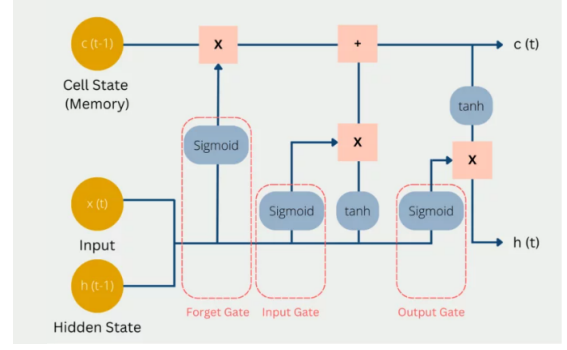 c (t-1)
X
+
c (t)
Cell State
(Memory)
tanh
Sigmoid
X
X
x (t)
Sigmoid
tanh
Sigmoid
Input
h (t)
h (t-1)
Forget Gate
Input Gate
Output Gate
Hidden State